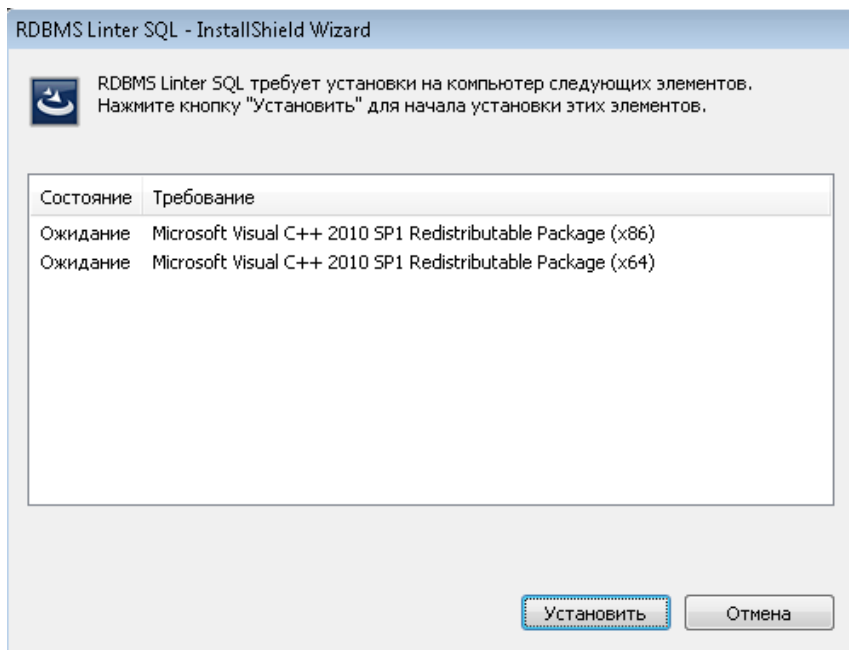 RDBMS Linter SQL - InstallShield Wizard
RDBMS Linter SQL требует установки на компьютер следующих элементов.
Нажмите кнопку "Установить" для начала установки этих элементов.
Состояние Требование
Ожидание Microsoft Visual C++ 2010 SP1 Redistributable Package (x86)
Ожидание Microsoft Visual C++ 2010 SP1 Redistributable Package (x64)
Установить Отмена